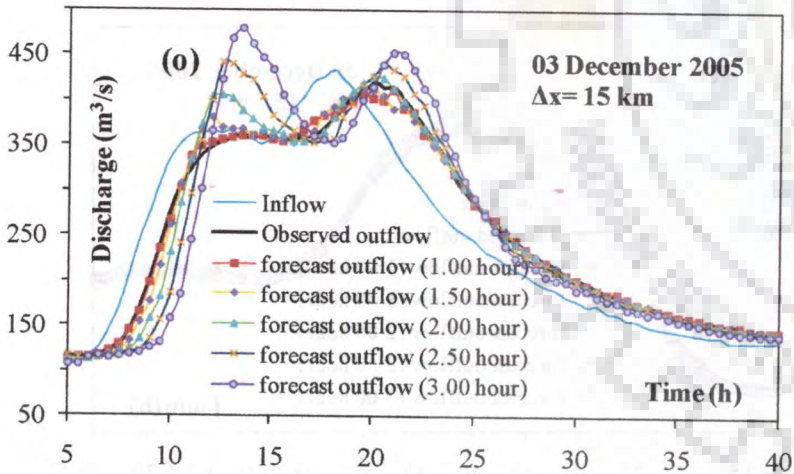 450
350
250
150
50
Discharge (m³/s)
(o)
03 December 2005
Δx= 15 km
Inflow
Observed outflow
forecast outflow (1.00 hour)
forecast outflow (1.50 hour)
forecast outflow (2.00 hour)
forecast outflow (2.50 hour)
forecast outflow (3.00 hour)
Time (h)
5 10 15 20 25 30 35 40